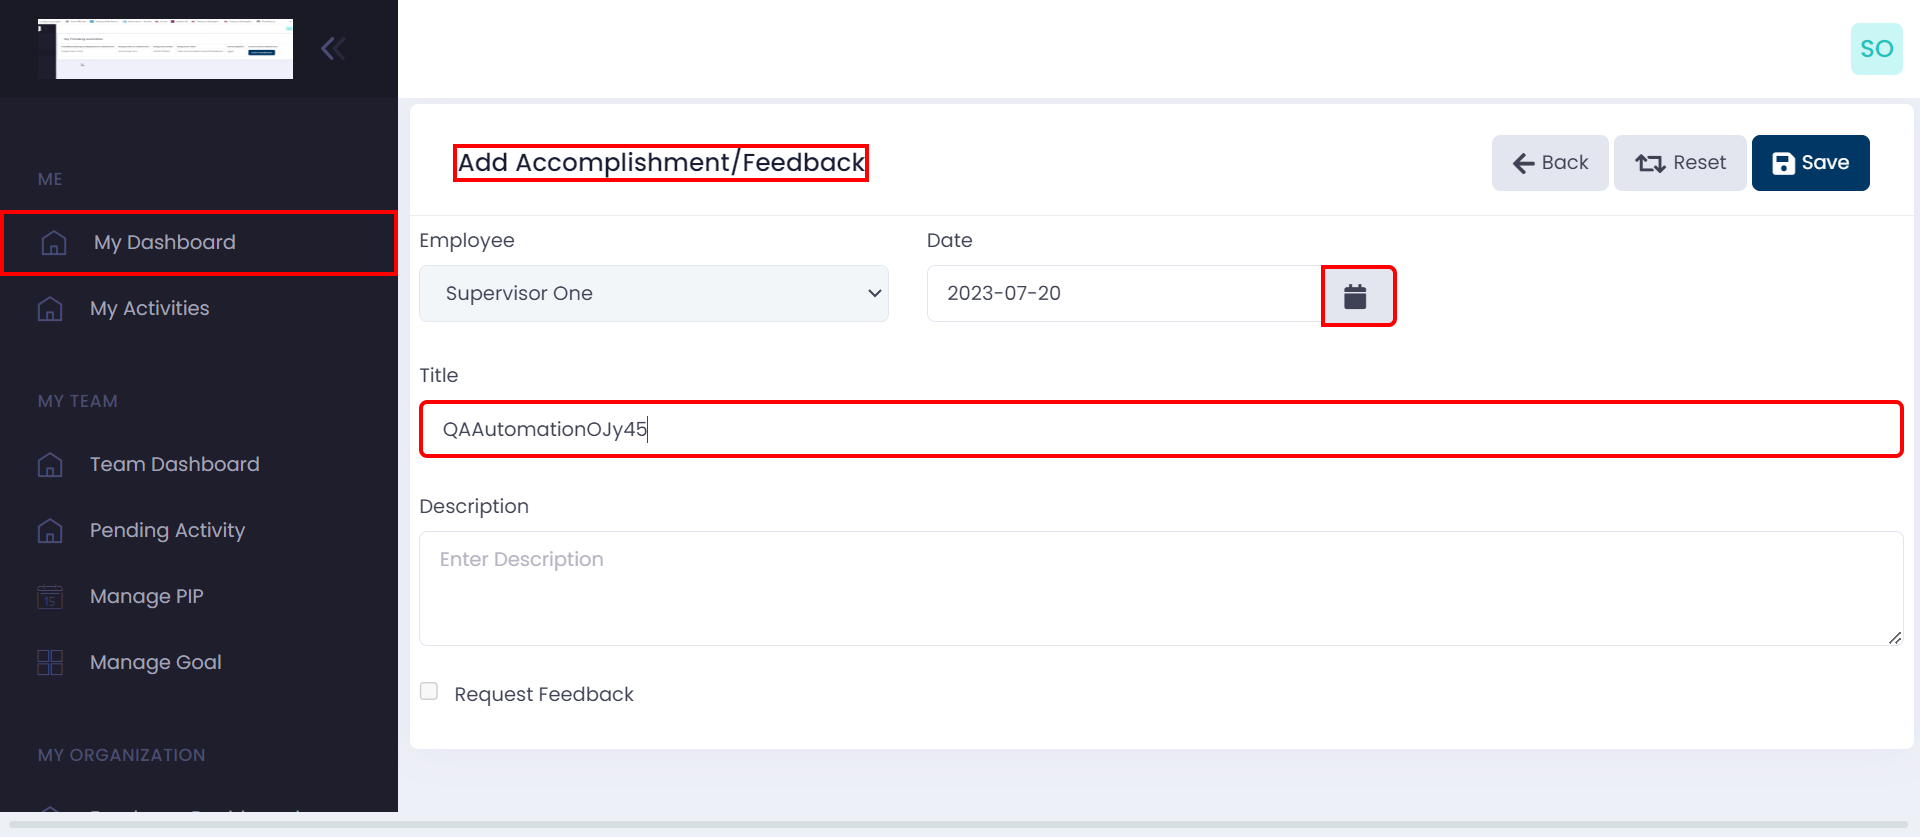 SO
ME
My Dashboard
My Activities
MY TEAM
Team Dashboard
Pending Activity
15
Manage PIP
Manage Goal
MY ORGANIZATION
Add Accomplishment/Feedback
Back
Reset
Save
Employee
Date
Supervisor One
2023-07-20
Title
QAAutomationOJy45
Description
Enter Description
Request Feedback